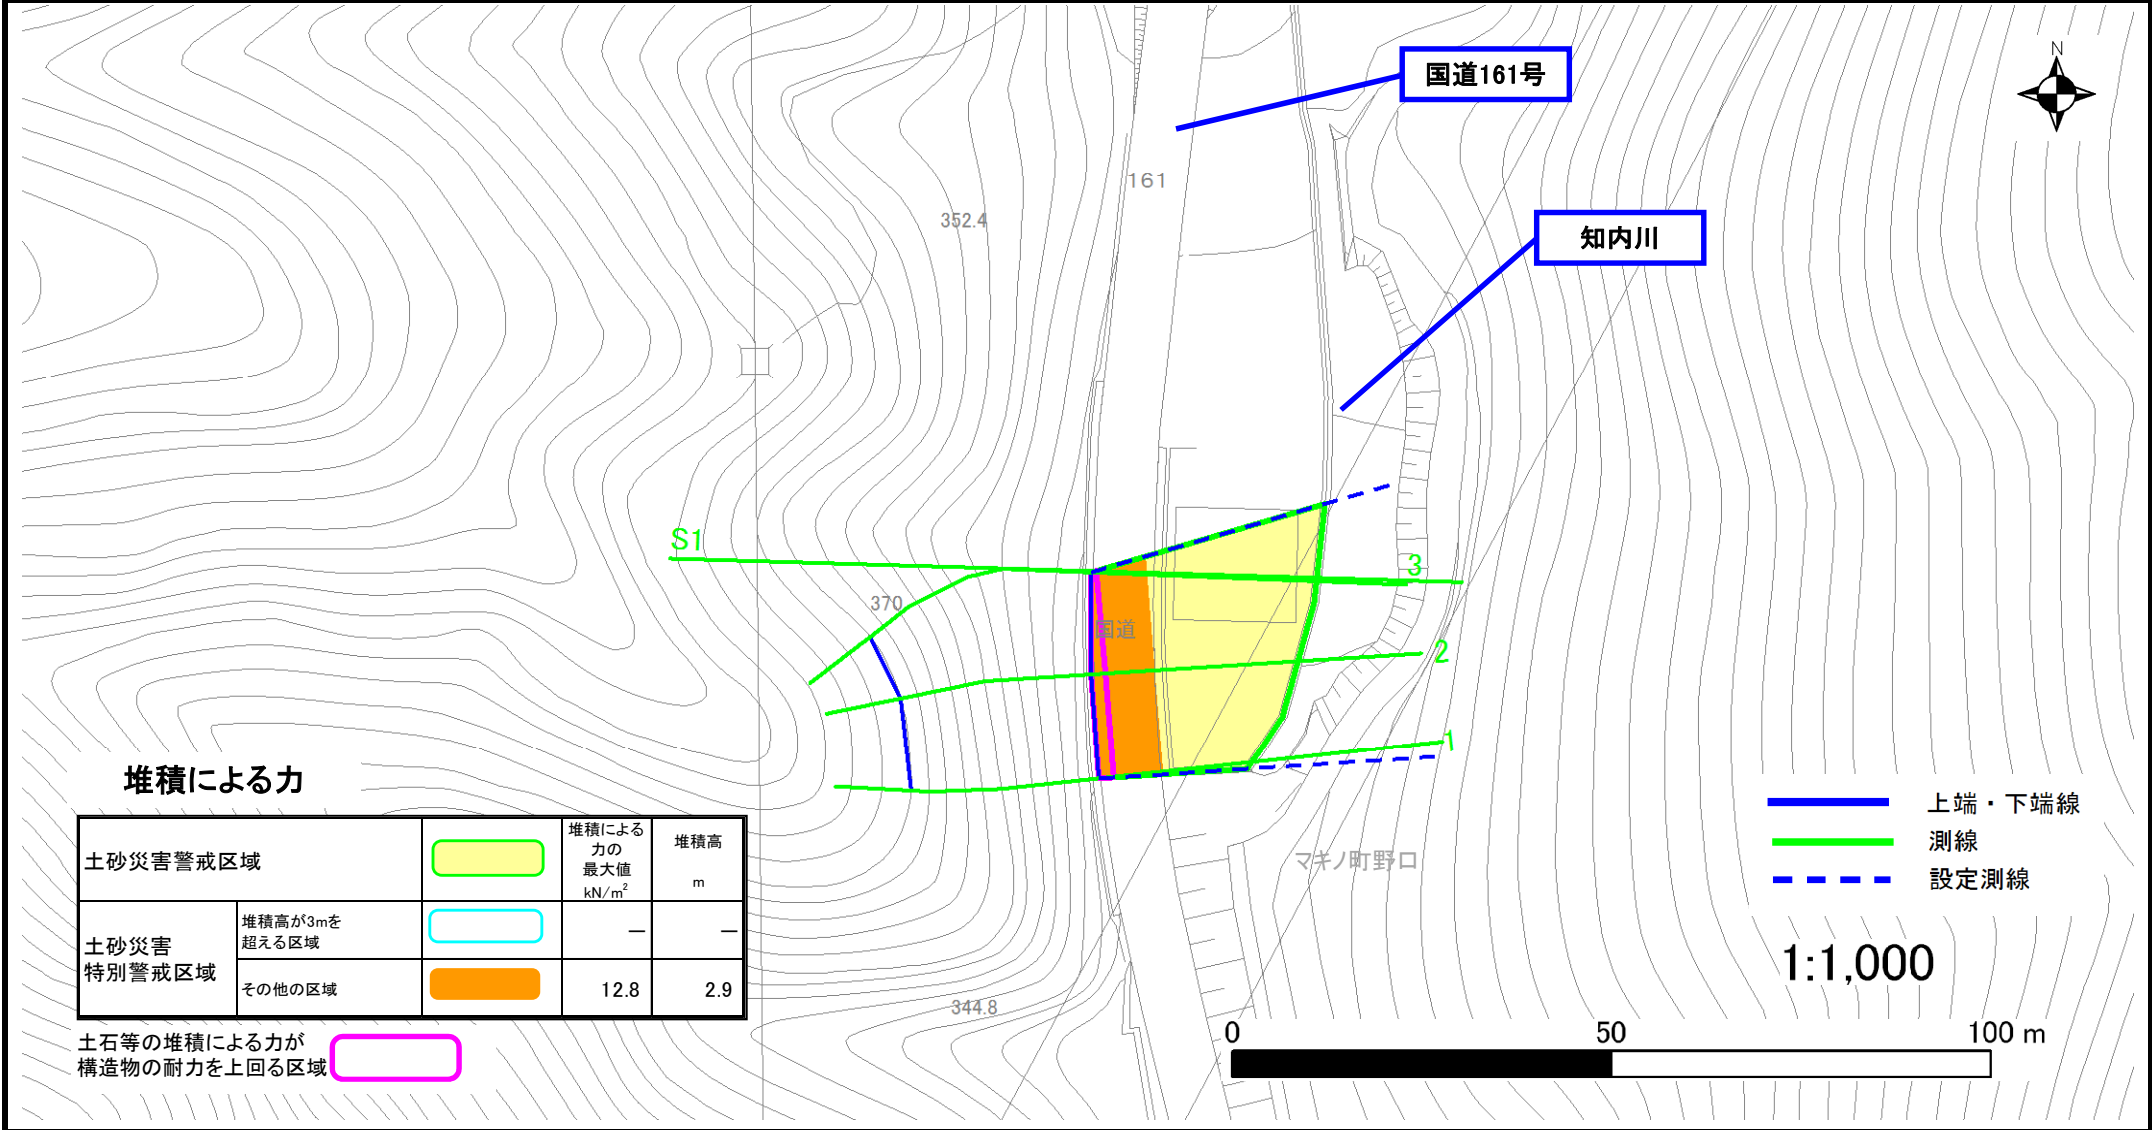 国道161号
N
161
352.4
知内川
S1
3
370
国道
2
1
堆積による力
土砂災害警戒区域
堆積による
力の
最大値
kN/m²
堆積高
m
土砂災害
特別警戒区域
堆積高が3mを
超える区域
—
—
その他の区域
12.8
2.9
土石等の堆積による力が
構造物の耐力を上回る区域
マキノ町野口
344.8
上端・下端線
測線
設定測線
1:1,000
0
50
100 m